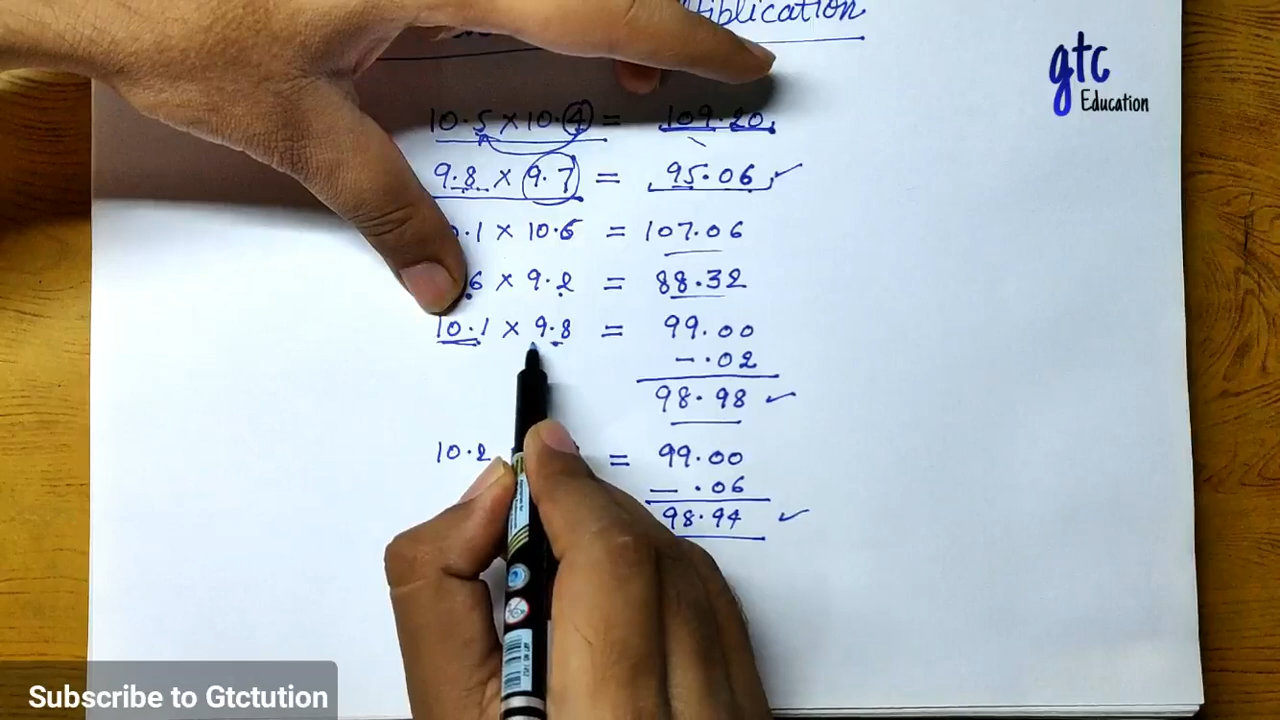 gtc
Education
10.5 × 10.4 = 109.20
9.8 × 9.7 = 95.06
.1 × 10.6 = 107.06
6 × 9.2 = 88.32
10.1 × 9.8 = 99.00
- .02
98.98
10.2 = 99.00
- .06
98.94
Subscribe to Gtctution